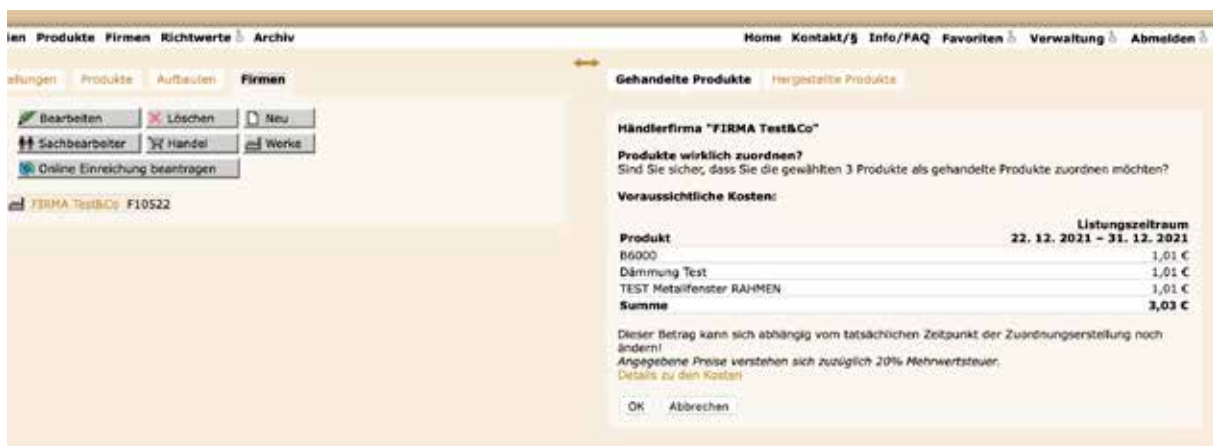 Produkte Firmen Richtwerte Archiv
Home Kontakt/§ Info/FAQ Favoriten Verwaltung Abmelden
Produkte Aufbauten Firmen
Bearbeiten Löschen Neu
Sachbearbeiter Handel Werke
Online Einreichung beantragen
FIRMA Test&Co F10522
Gehandelte Produkte Hergestellte Produkte
Händlerfirma "FIRMA Test&Co"
Produkte wirklich zuordnen?
Sind Sie sicher, dass Sie die gewählten 3 Produkte als gehandelte Produkte zuordnen möchten?
Voraussichtliche Kosten:
Listungszeitraum
Produkt 22. 12. 2021 – 31. 12. 2021
B6000 1,01 €
Dämmung Test 1,01 €
TEST Metallfenster RAHMEN 1,01 €
Summe 3,03 €
Dieser Betrag kann sich abhängig vom tatsächlichen Zeitpunkt der Zuordnungserstellung noch
ändern!
Angegebene Preise verstehen sich zuzüglich 20% Mehrwertsteuer.
Details zu den Kosten
OK Abbrechen